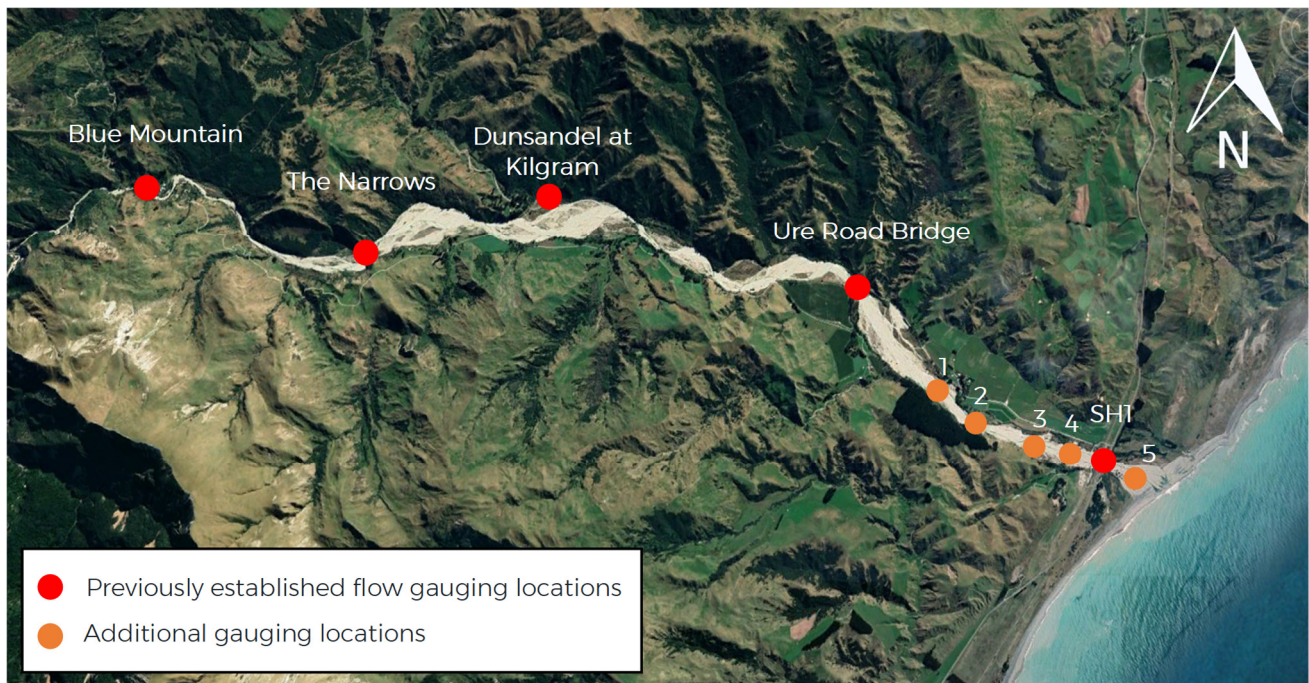 Blue Mountain
The Narrows
Dunsandel at
Kilgram
Ure Road Bridge
1
2
3
4
SH1
5
N
Previously established flow gauging locations
Additional gauging locations